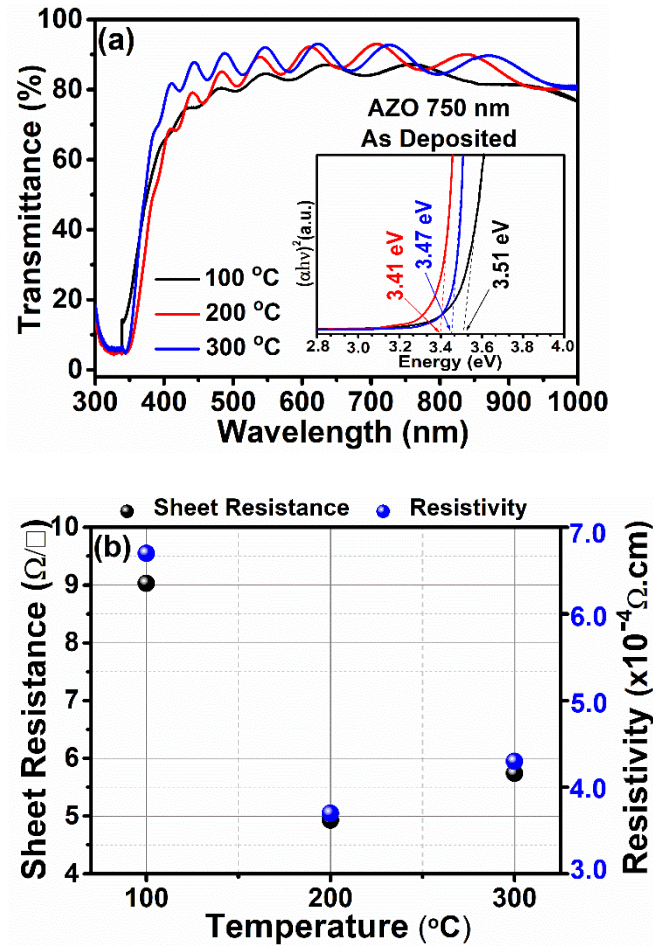 (a)
Transmittance (%)
100
80
60
40
20
0
AZO 750 nm
As Deposited
(αhν)²(a.u.)
3.41 eV
3.47 eV
3.51 eV
2.8 3.0 3.2 3.4 3.6 3.8 4.0
Energy (eV)
100 °C
200 °C
300 °C
300 400 500 600 700 800 900 1000
Wavelength (nm)
Sheet Resistance Resistivity
(b)
Sheet Resistance (Ω/□)
10
9
8
7
6
5
4
7.0
6.0
5.0
4.0
3.0
Resistivity (x10⁻⁴Ω.cm)
100 200 300
Temperature (°C)